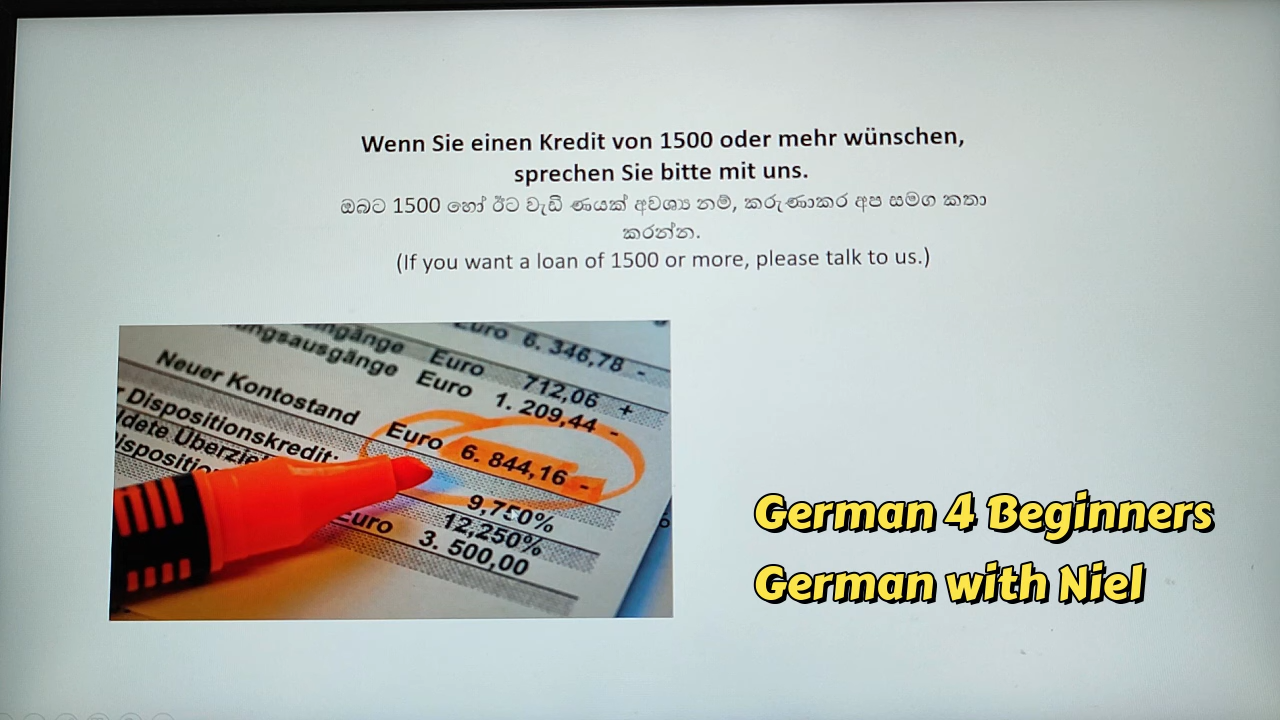 Wenn Sie einen Kredit von 1500 oder mehr wünschen,
sprechen Sie bitte mit uns.
ඔබට 1500 හෝ ඊට වැඩි ණයක් අවශ්‍ය නම්, කරුණාකර අප සමග කතා
කරන්න.
(If you want a loan of 1500 or more, please talk to us.)
Euro 6. 346,78 -
Euro 712,06 +
Euro 1. 209,44 -
Neuer Kontostand Euro 6. 844,16 -
Dispositionskredit: 9,750%
12,250%
Euro 3. 500,00
German 4 Beginners
German with Niel